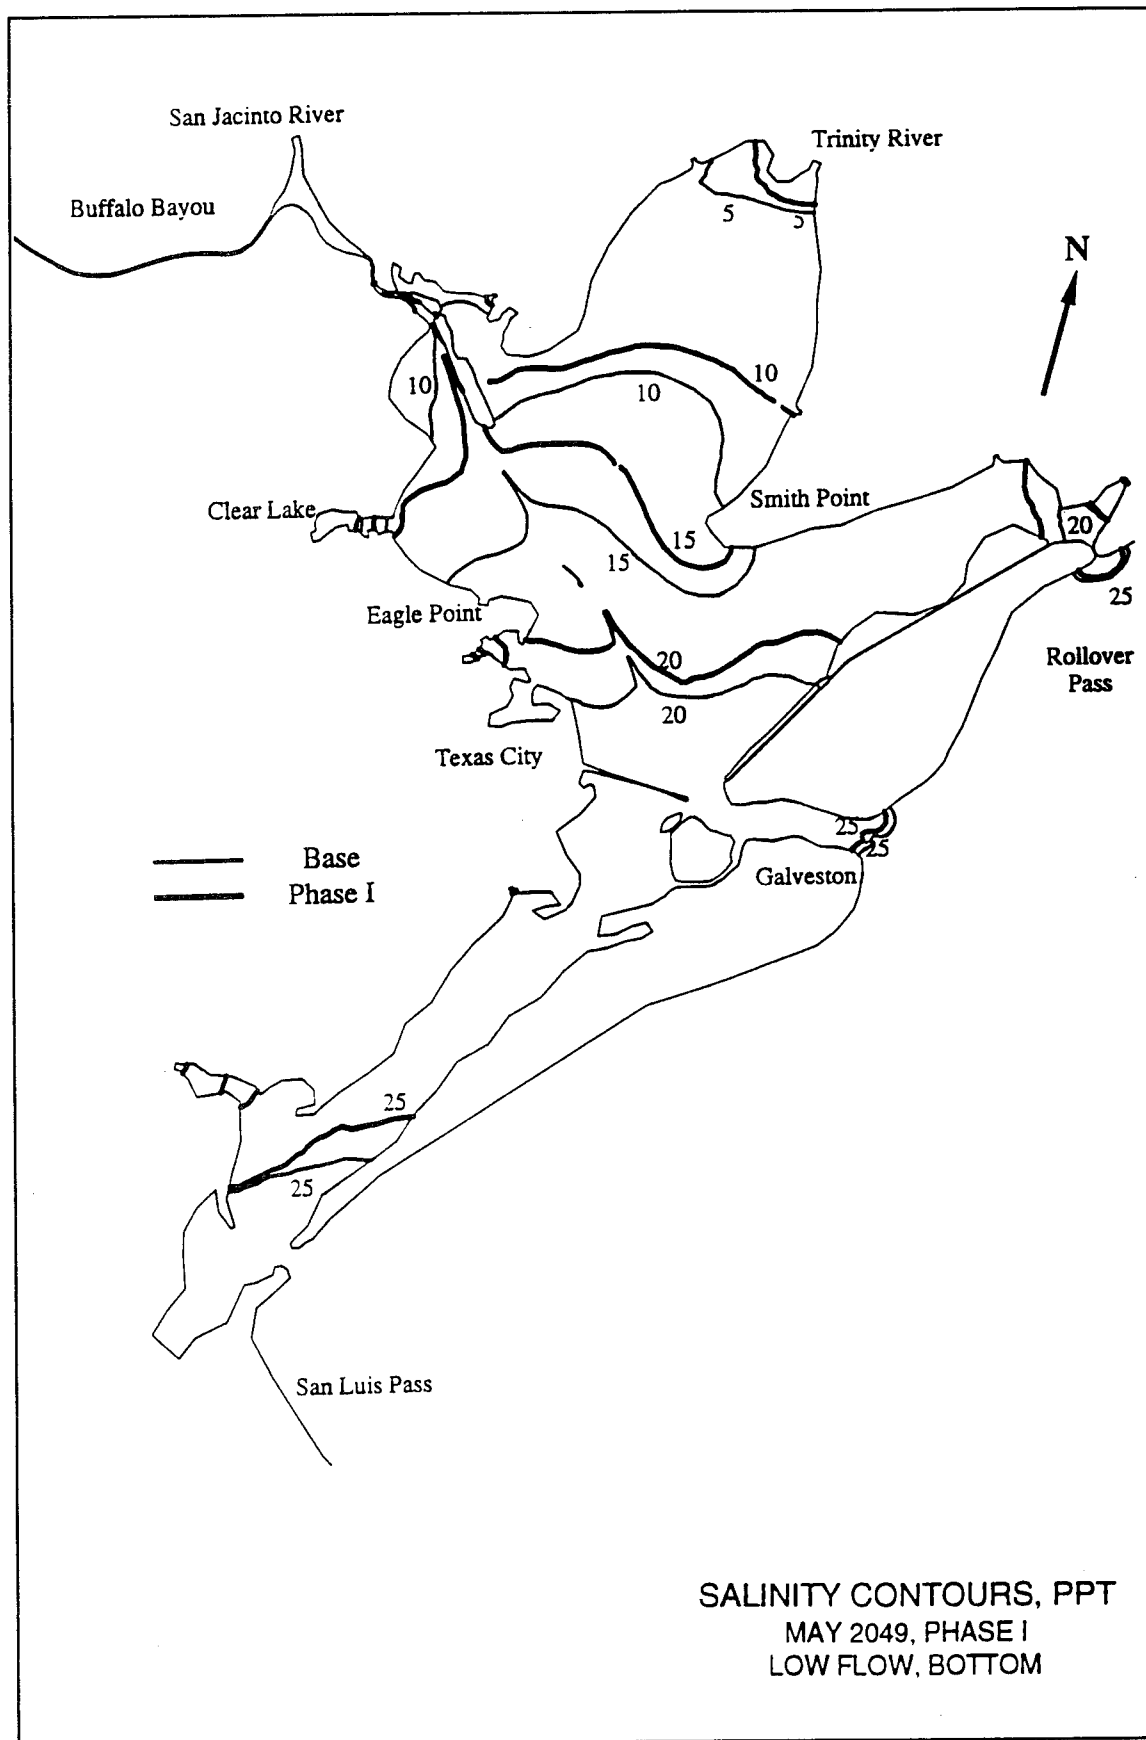 San Jacinto River
Trinity River
Buffalo Bayou
5
5
N
10
10
10
Smith Point
Clear Lake
20
15
15
25
Eagle Point
20
Rollover
Pass
20
Texas City
25
25
Base
Galveston
Phase I
25
25
San Luis Pass
SALINITY CONTOURS, PPT
MAY 2049, PHASE I
LOW FLOW, BOTTOM